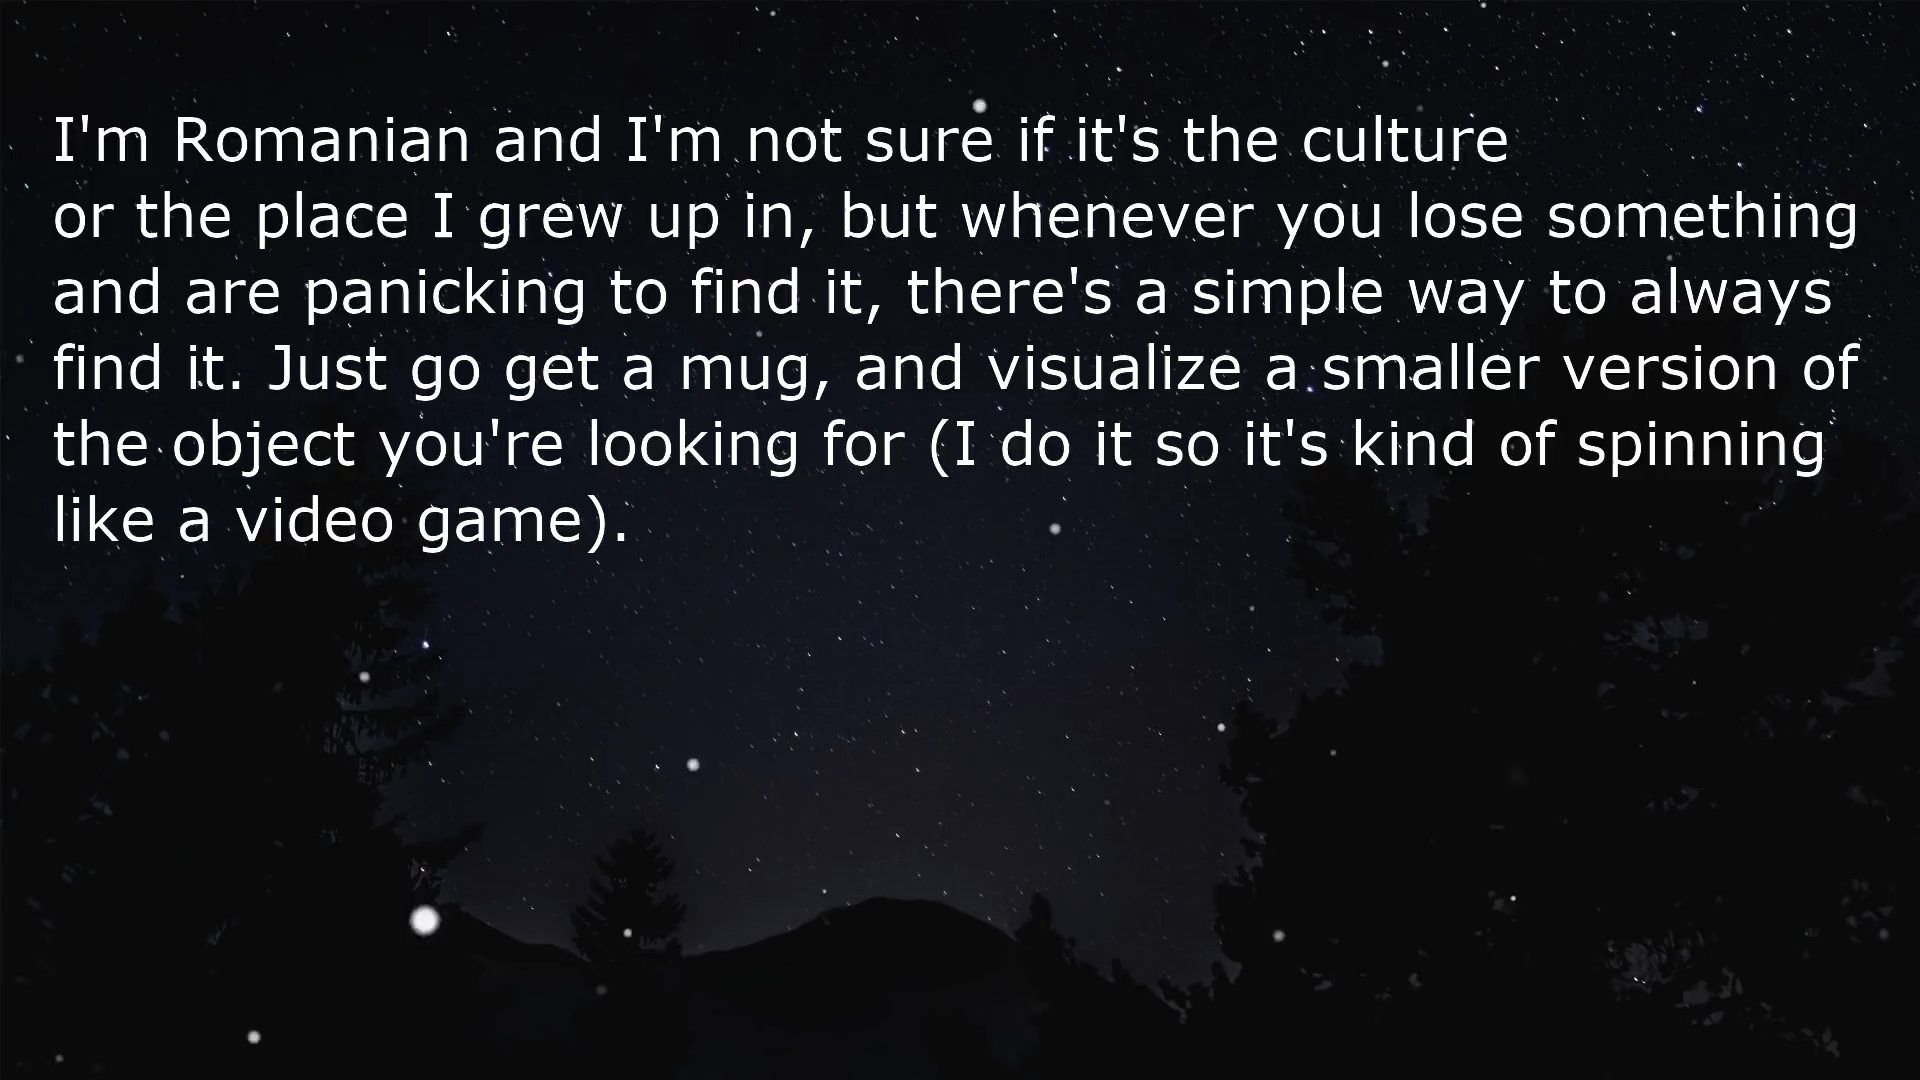 I'm Romanian and I'm not sure if it's the culture
or the place I grew up in, but whenever you lose something
and are panicking to find it, there's a simple way to always
find it. Just go get a mug, and visualize a smaller version of
the object you're looking for (I do it so it's kind of spinning
like a video game).